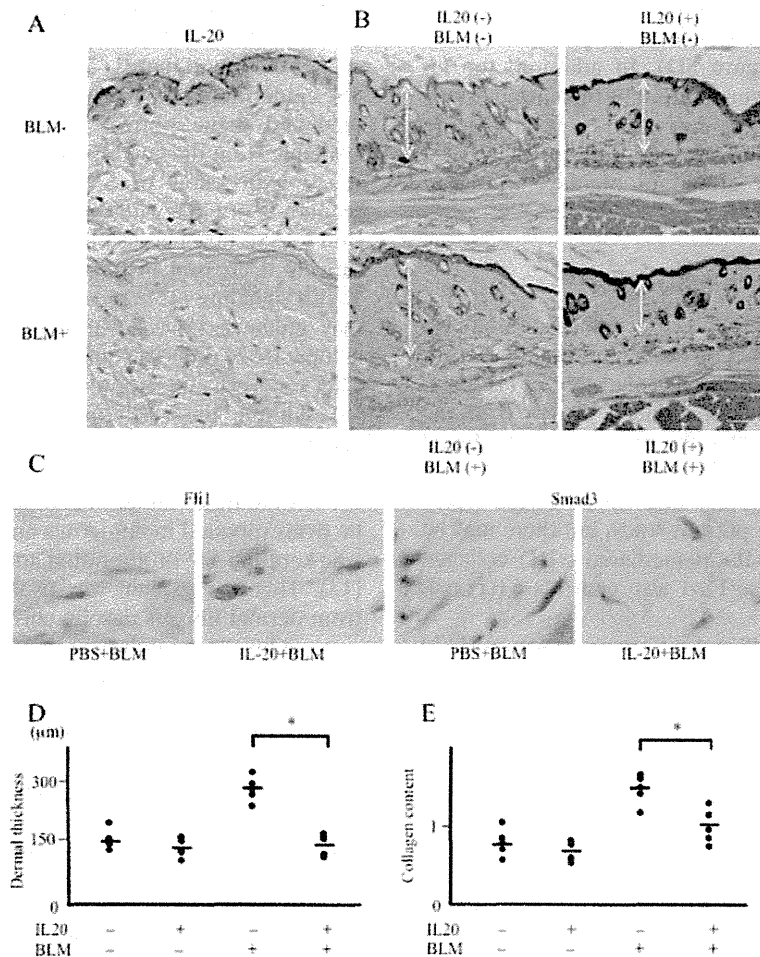 A
IL-20
BLM-
BLM+
B
IL20 (-)
BLM (-)
IL20 (+)
BLM (-)
IL20 (-)
BLM (+)
IL20 (+)
BLM (+)
C
Fli1
Smad3
PBS+BLM
IL-20+BLM
PBS+BLM
IL-20+BLM
D
(μm)
Dermal thickness
300
150
0
*
IL20 - + - +
BLM - - + +
E
Collagen content
1
0
*
IL20 - + - +
BLM - - + +